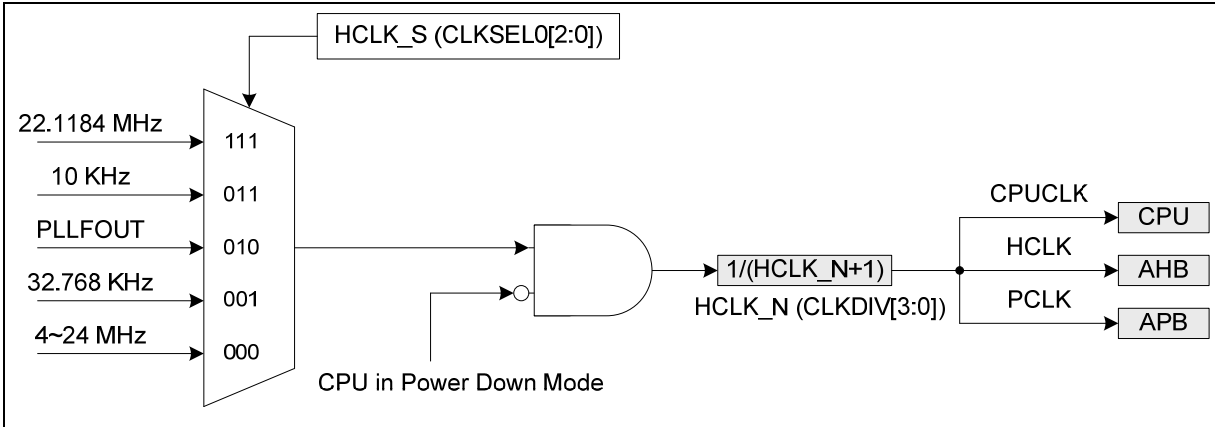 HCLK_S (CLKSEL0[2:0])
22.1184 MHz
111
10 KHz
011
PLLFOUT
010
32.768 KHz
001
4~24 MHz
000
CPU in Power Down Mode
1/(HCLK_N+1)
HCLK_N (CLKDIV[3:0])
CPUCLK
CPU
HCLK
AHB
PCLK
APB